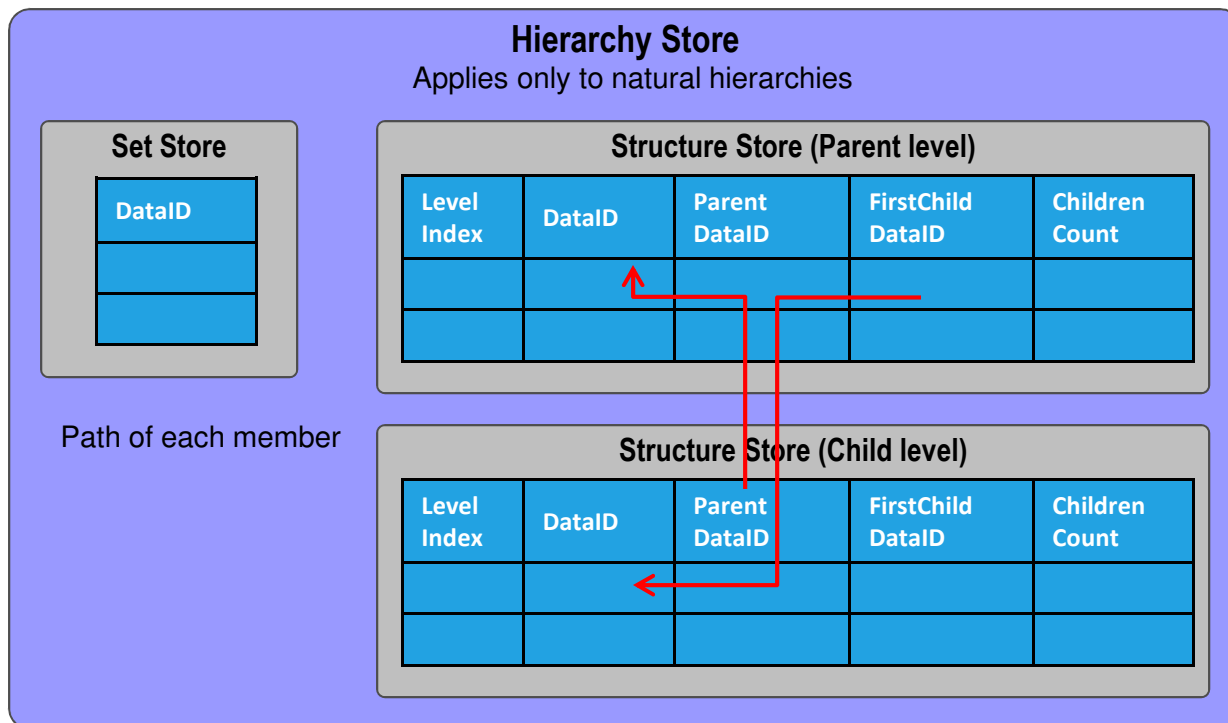 Hierarchy Store
Applies only to natural hierarchies
Set Store
DataID
Path of each member
Structure Store (Parent level)
Level Index
DataID
Parent DataID
FirstChild DataID
Children Count
Structure Store (Child level)
Level Index
DataID
Parent DataID
FirstChild DataID
Children Count